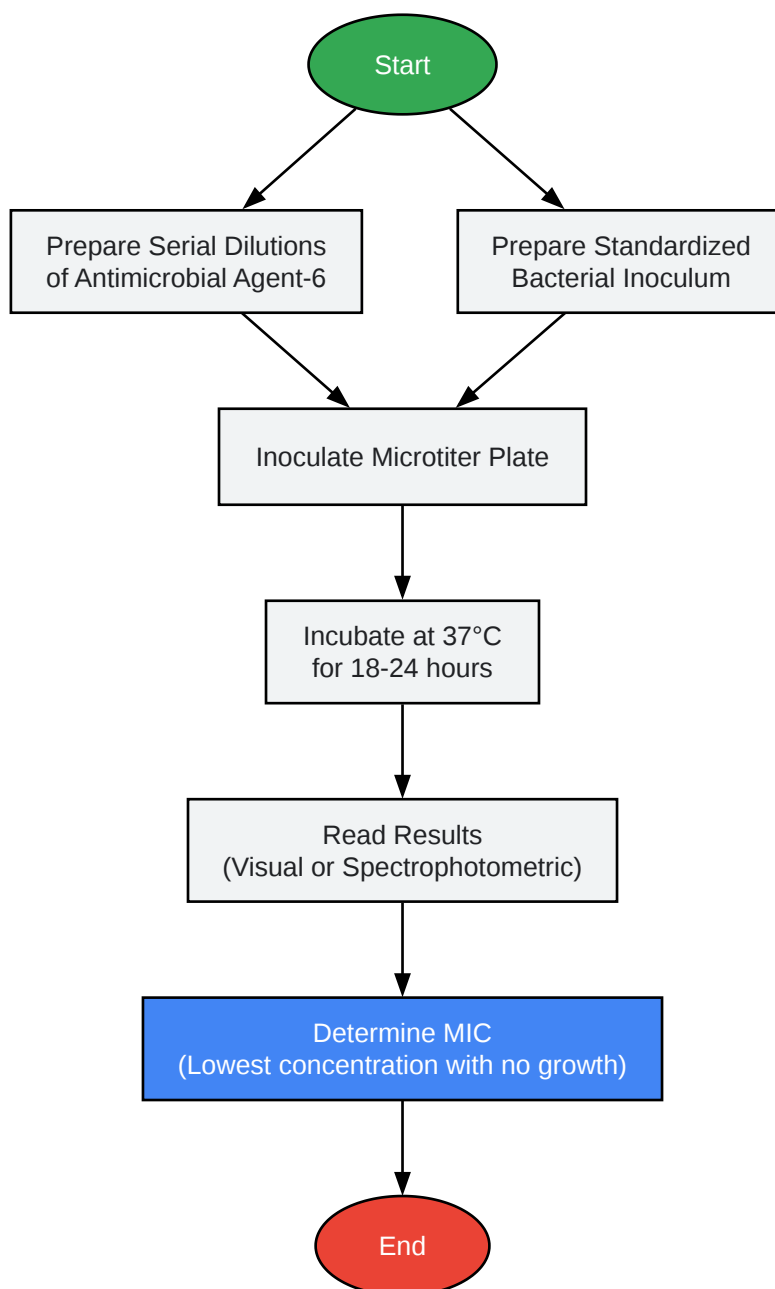 Start
Prepare Serial Dilutions
of Antimicrobial Agent-6
Prepare Standardized
Bacterial Inoculum
Inoculate Microtiter Plate
Incubate at 37°C
for 18-24 hours
Read Results
(Visual or Spectrophotometric)
Determine MIC
(Lowest concentration with no growth)
End